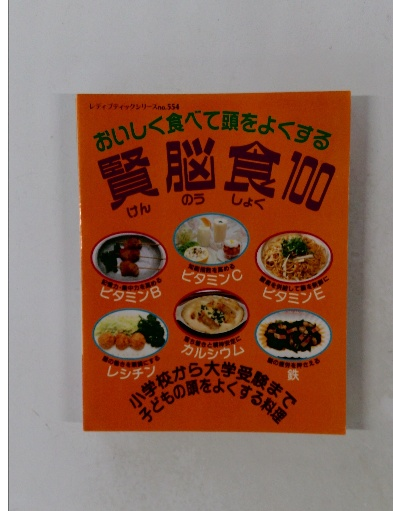 レディブティックシリーズno.554
おいしく食べて頭をよくする
賢脳食100
けん のう しょく
ビタミンB
ビタミンC
ビタミンE
レシチン
カルシウム
鉄
小学校から大学受験まで
子どもの頭をよくする料理